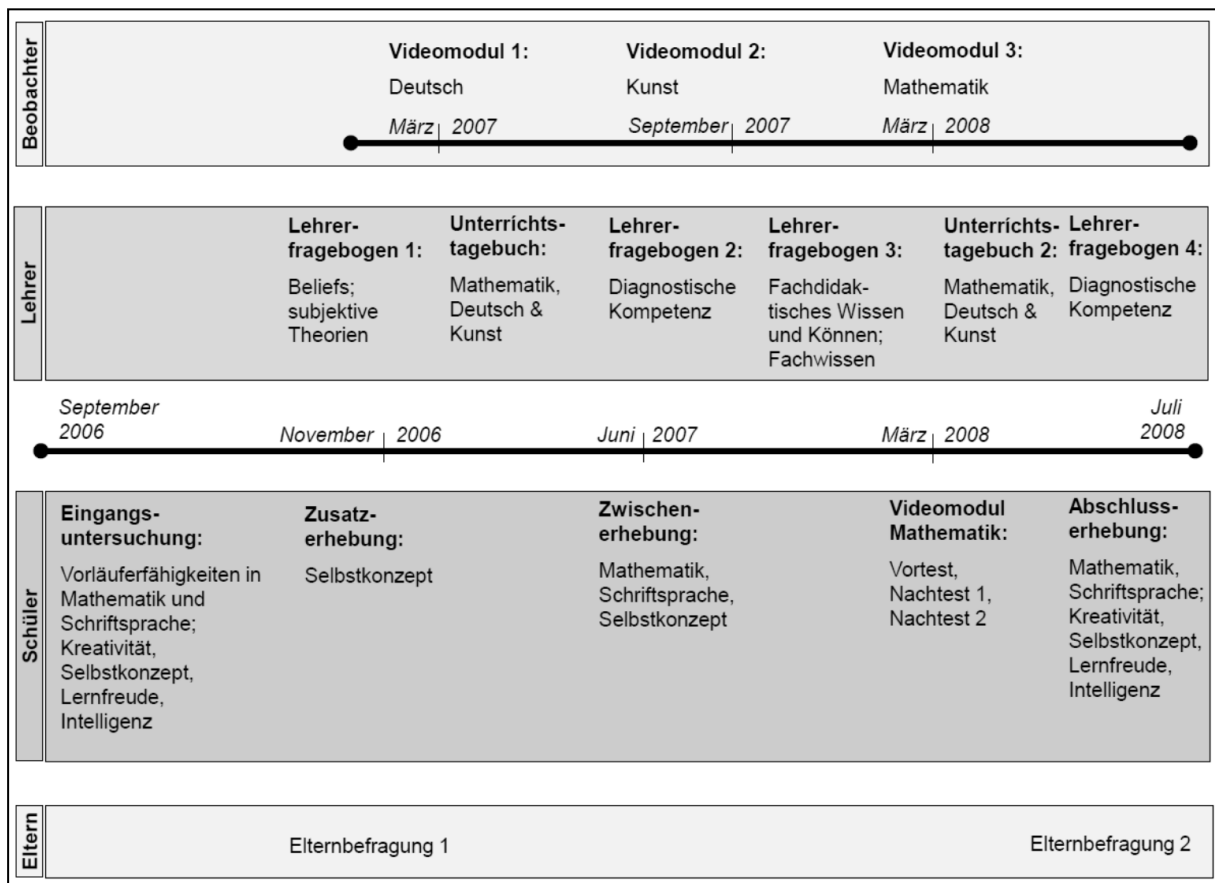 Beobachter
Videomodul 1:
Deutsch
Videomodul 2:
Kunst
Videomodul 3:
Mathematik
März 2007
September 2007
März 2008
Lehrer
Lehrer-
fragebogen 1:
Beliefs;
subjektive
Theorien
Unterrichts-
tagebuch:
Mathematik,
Deutsch &
Kunst
Lehrer-
fragebogen 2:
Diagnostische
Kompetenz
Lehrer-
fragebogen 3:
Fachdidak-
tisches Wissen
und Können;
Fachwissen
Unterrichts-
tagebuch 2:
Mathematik,
Deutsch &
Kunst
Lehrer-
fragebogen 4:
Diagnostische
Kompetenz
September
2006
November 2006
Juni 2007
März 2008
Juli
2008
Schüler
Eingangs-
untersuchung:
Vorläuferfähigkeiten in
Mathematik und
Schriftsprache;
Kreativität,
Selbstkonzept,
Lernfreude,
Intelligenz
Zusatz-
erhebung:
Selbstkonzept
Zwischen-
erhebung:
Mathematik,
Schriftsprache,
Selbstkonzept
Videomodul
Mathematik:
Vortest,
Nachtest 1,
Nachtest 2
Abschluss-
erhebung:
Mathematik,
Schriftsprache;
Kreativität,
Selbstkonzept,
Lernfreude,
Intelligenz
Eltern
Elternbefragung 1
Elternbefragung 2